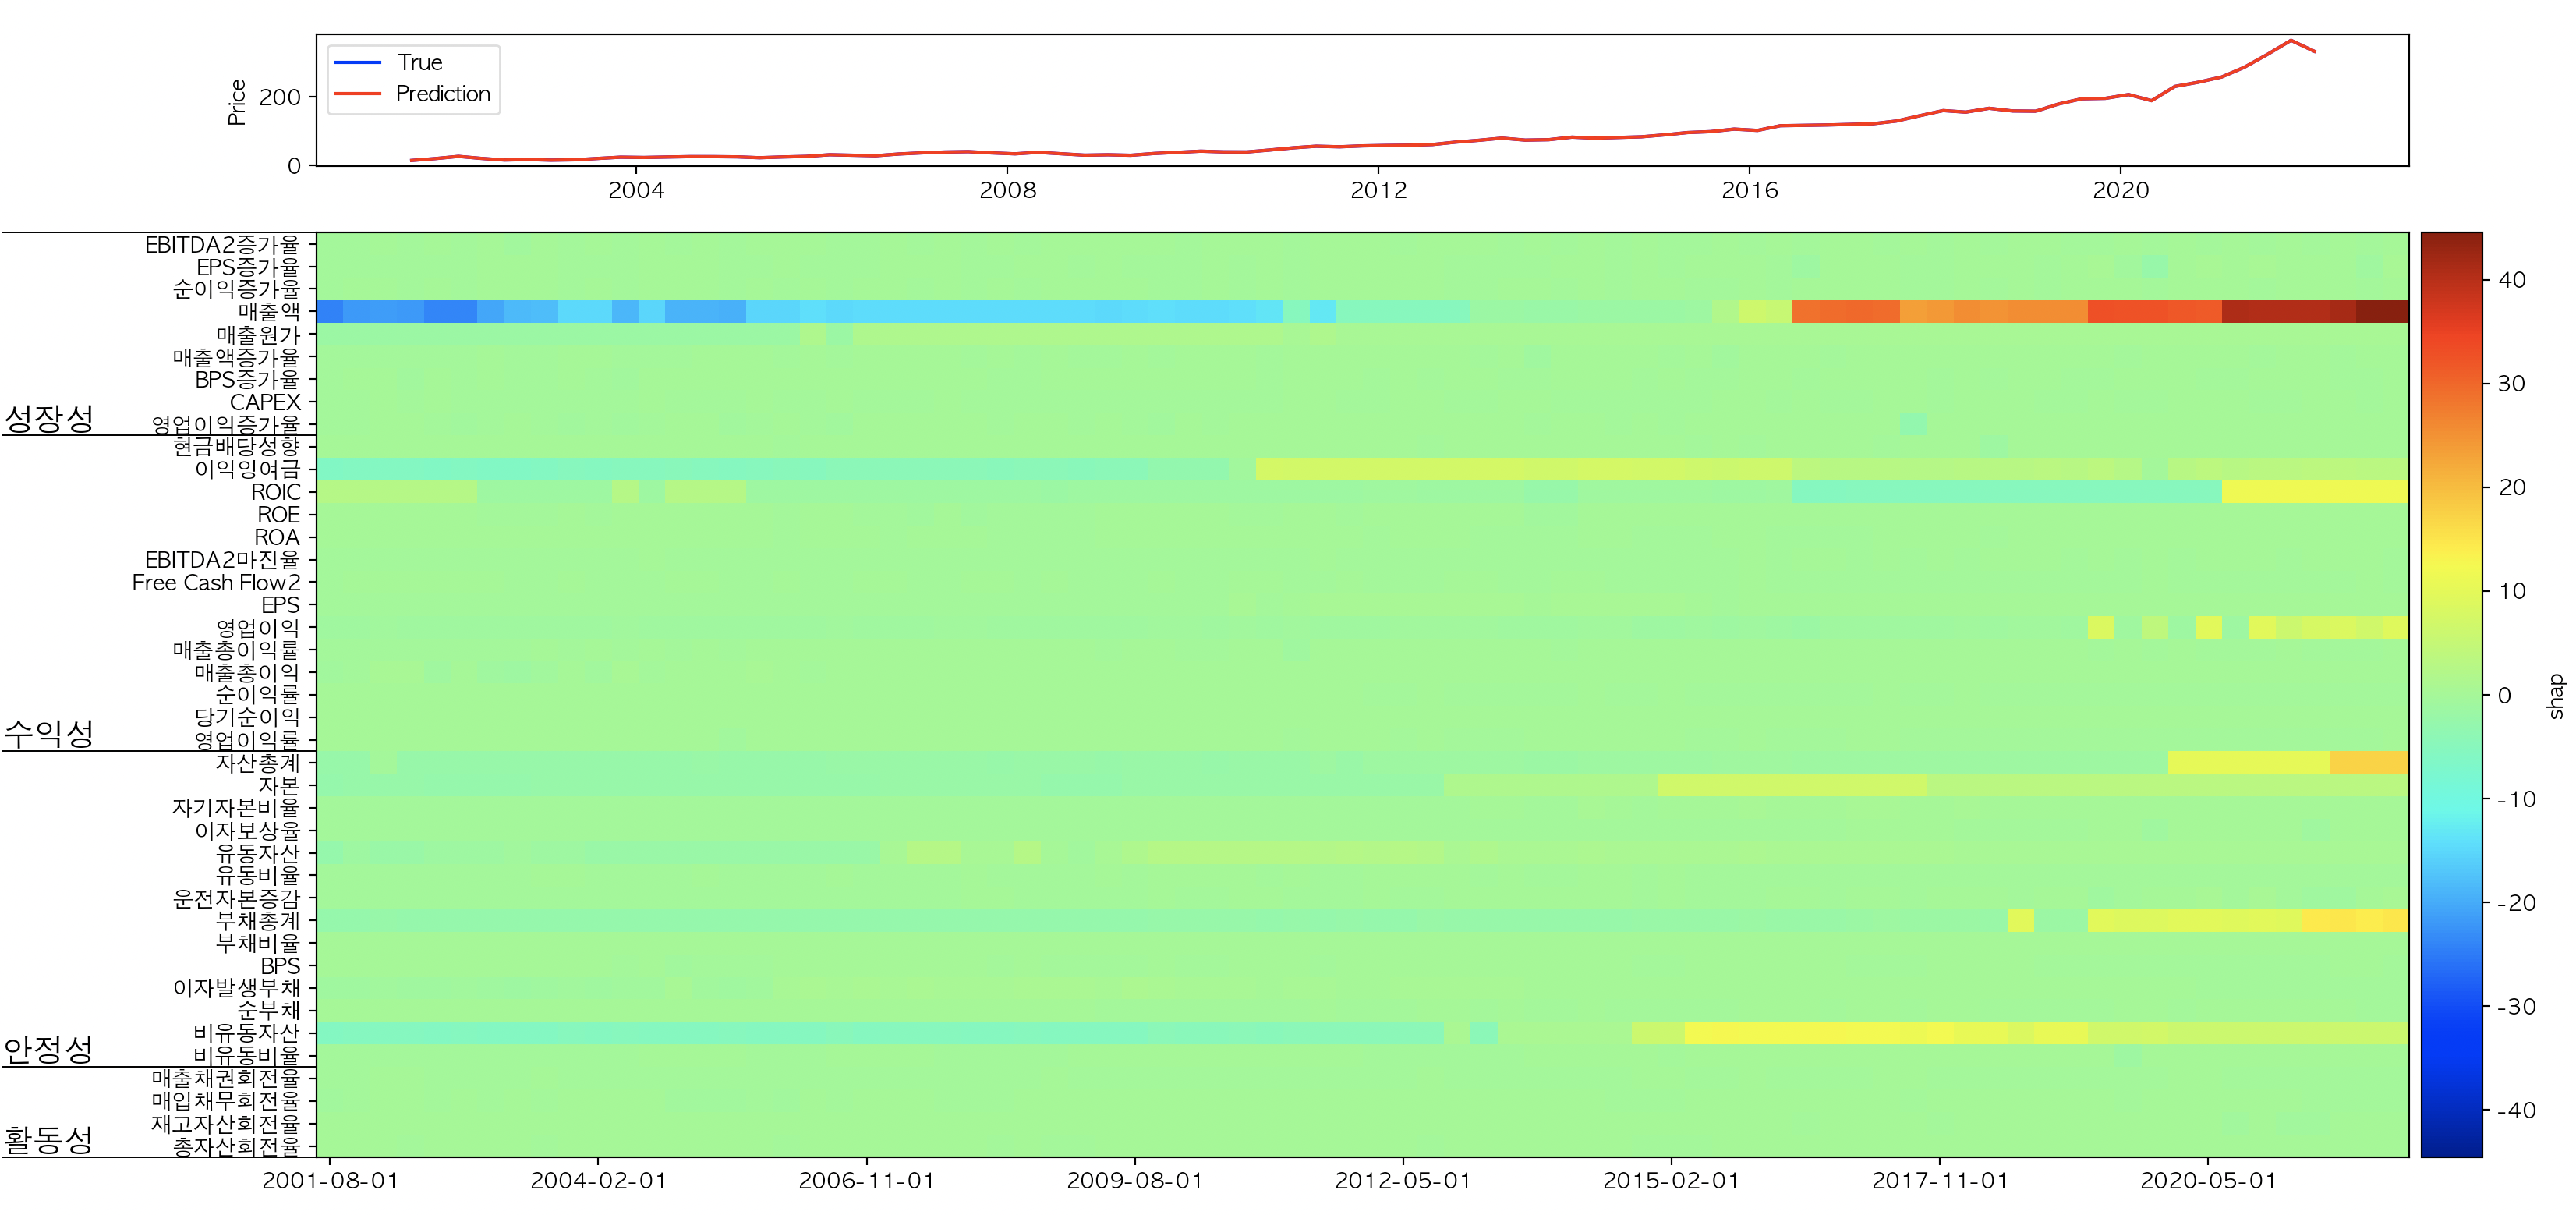 True
Prediction
Price
200
0
2004 2008 2012 2016 2020
EBITDA2증가율
EPS증가율
순이익증가율
매출액
매출원가
매출액증가율
BPS증가율
CAPEX
성장성 영업이익증가율
현금배당성향
이익잉여금
ROIC
ROE
ROA
EBITDA2마진율
Free Cash Flow2
EPS
영업이익
매출총이익률
매출총이익
순이익률
당기순이익
수익성 영업이익률
자산총계
자본
자기자본비율
이자보상율
유동자산
유동비율
운전자본증감
부채총계
부채비율
BPS
이자발생부채
순부채
비유동자산
안정성 비유동비율
매출채권회전율
매입채무회전율
재고자산회전율
활동성 총자산회전율
2001-08-01 2004-02-01 2006-11-01 2009-08-01 2012-05-01 2015-02-01 2017-11-01 2020-05-01
40
30
20
10
0
-10
-20
-30
-40
shap